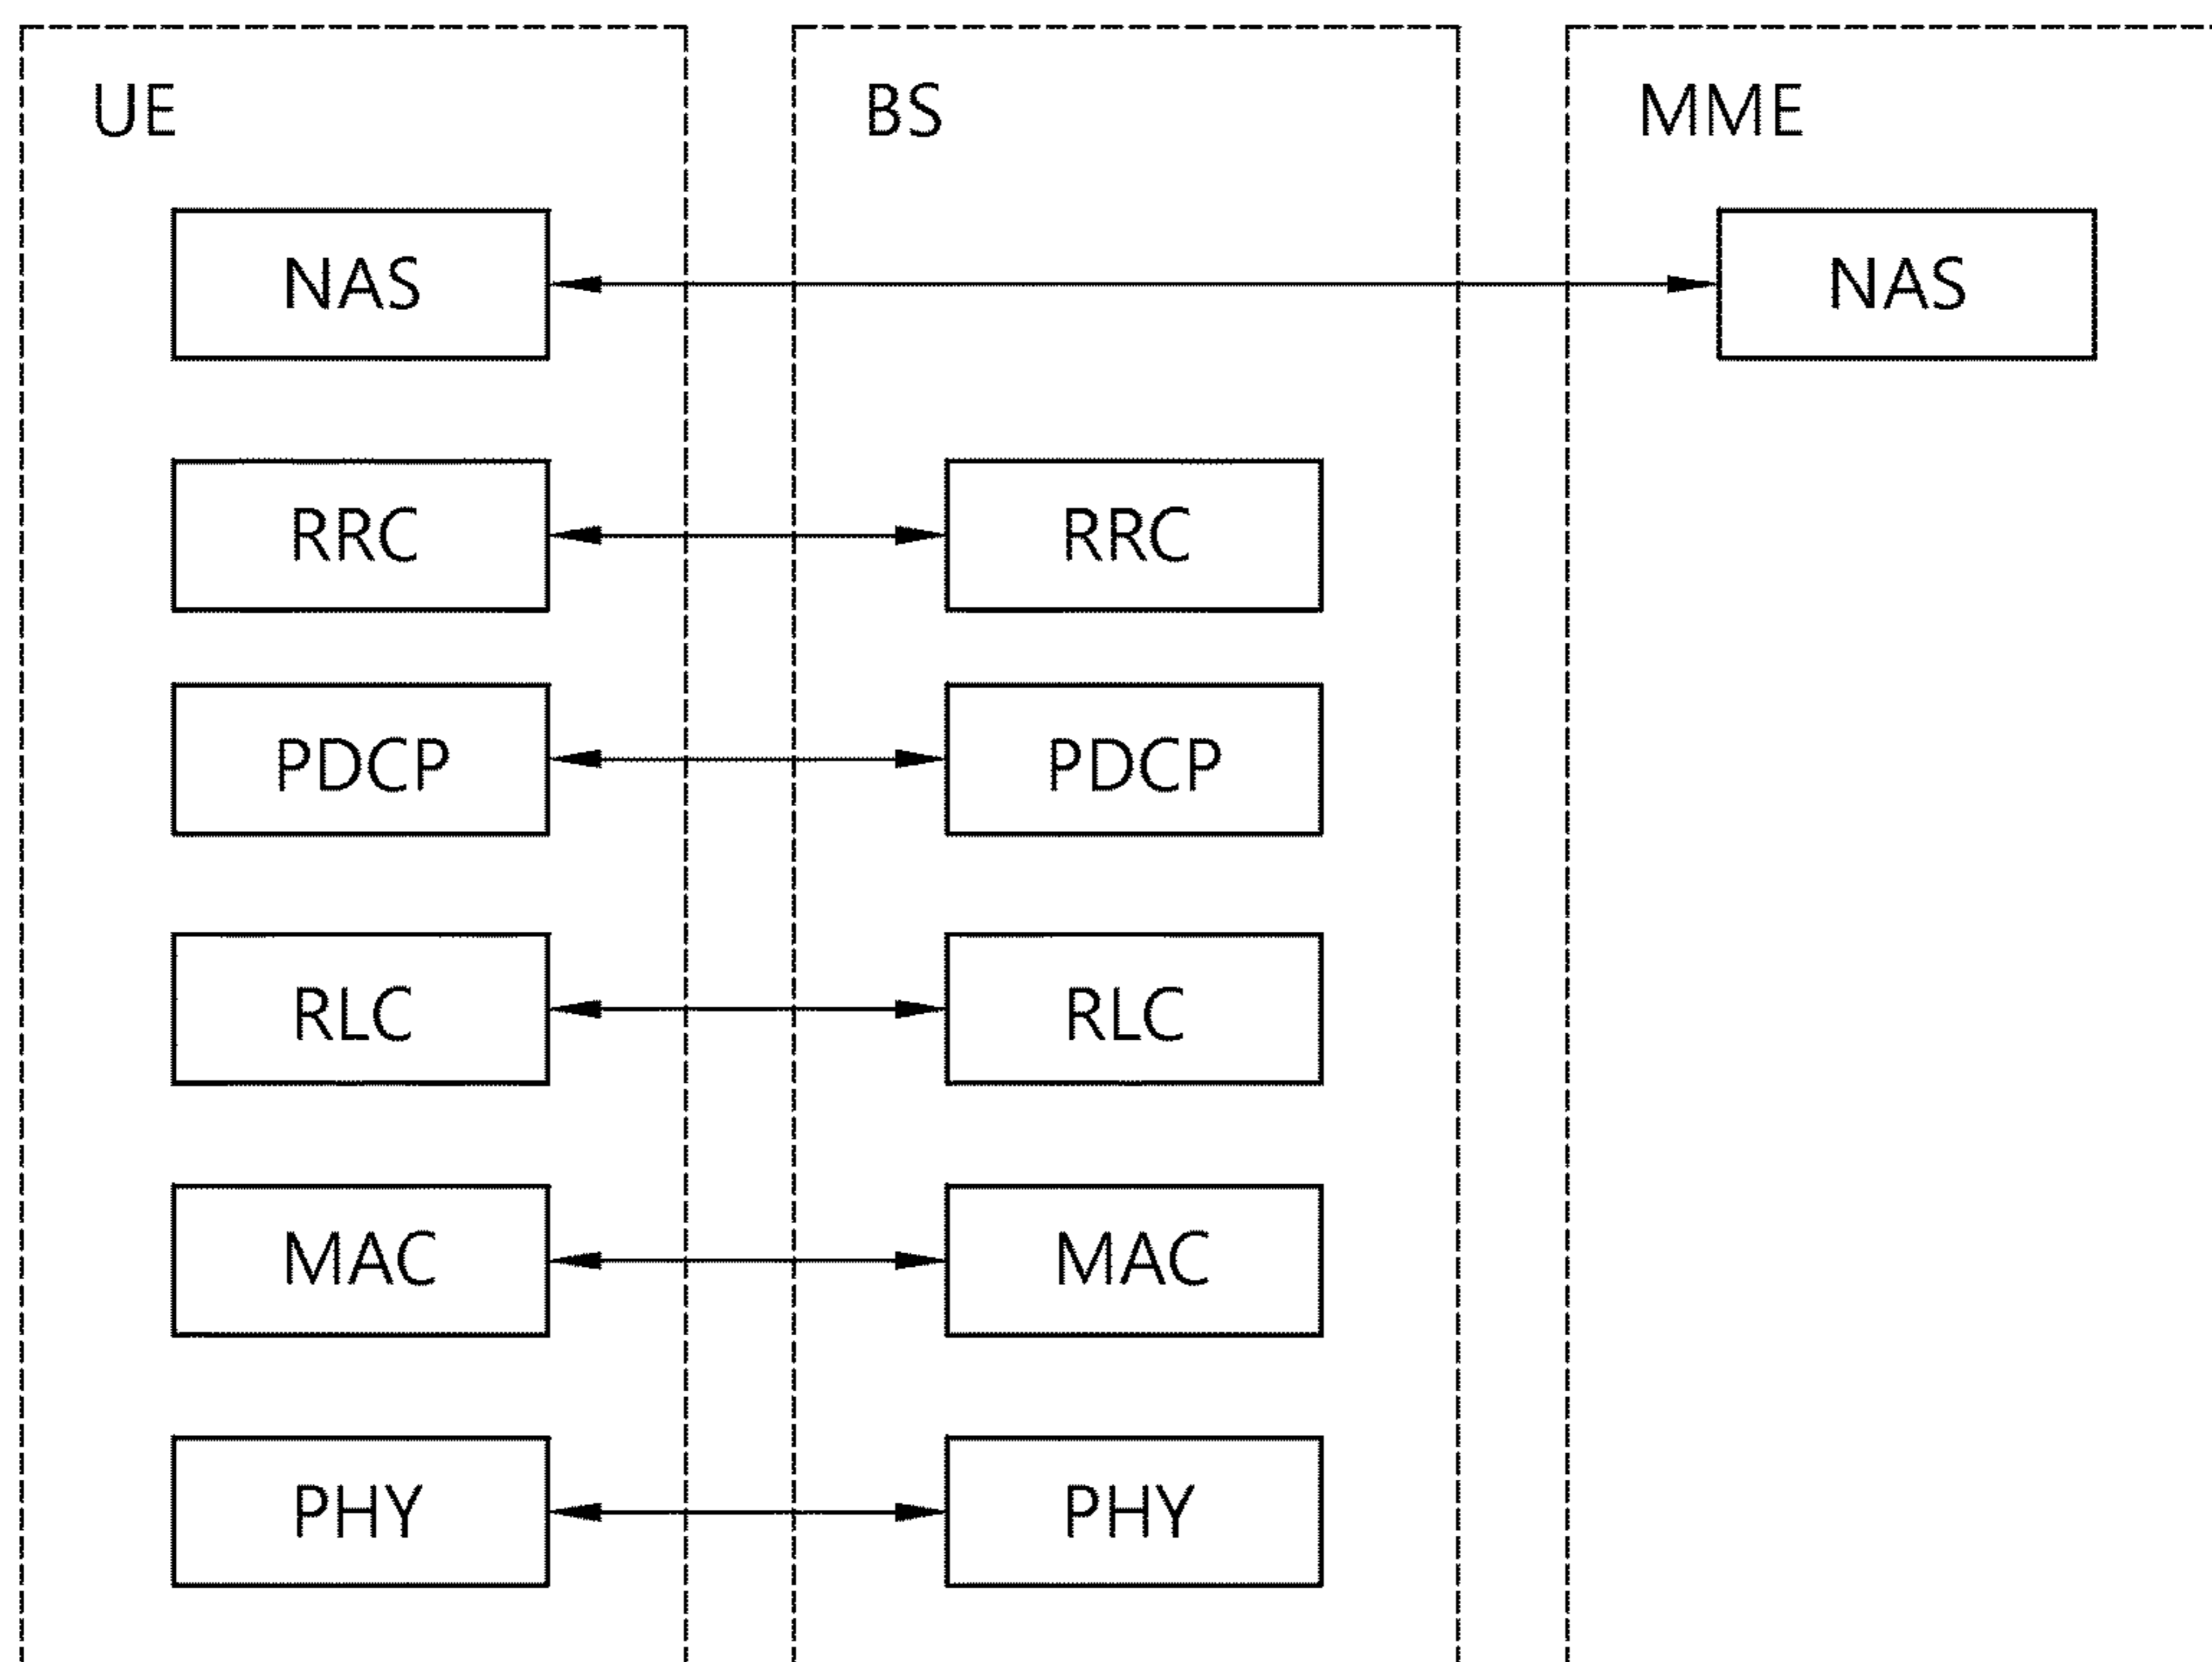 UE BS MME
NAS NAS
RRC RRC
PDCP PDCP
RLC RLC
MAC MAC
PHY PHY